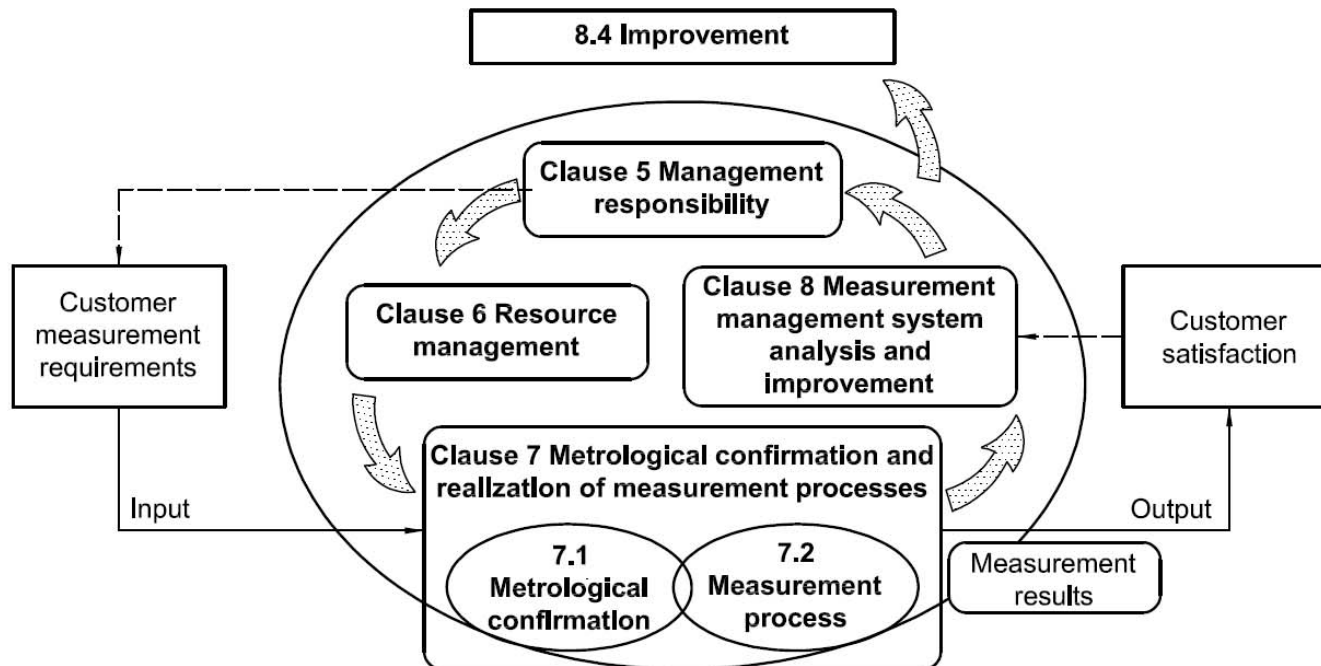 8.4 Improvement
Clause 5 Management
responsibility
Customer
measurement
requirements
Clause 6 Resource
management
Clause 8 Measurement
management system
analysis and
improvement
Customer
satisfaction
Clause 7 Metrological confirmation and
realization of measurement processes
Input
Output
7.1
Metrological
confirmation
7.2
Measurement
process
Measurement
results